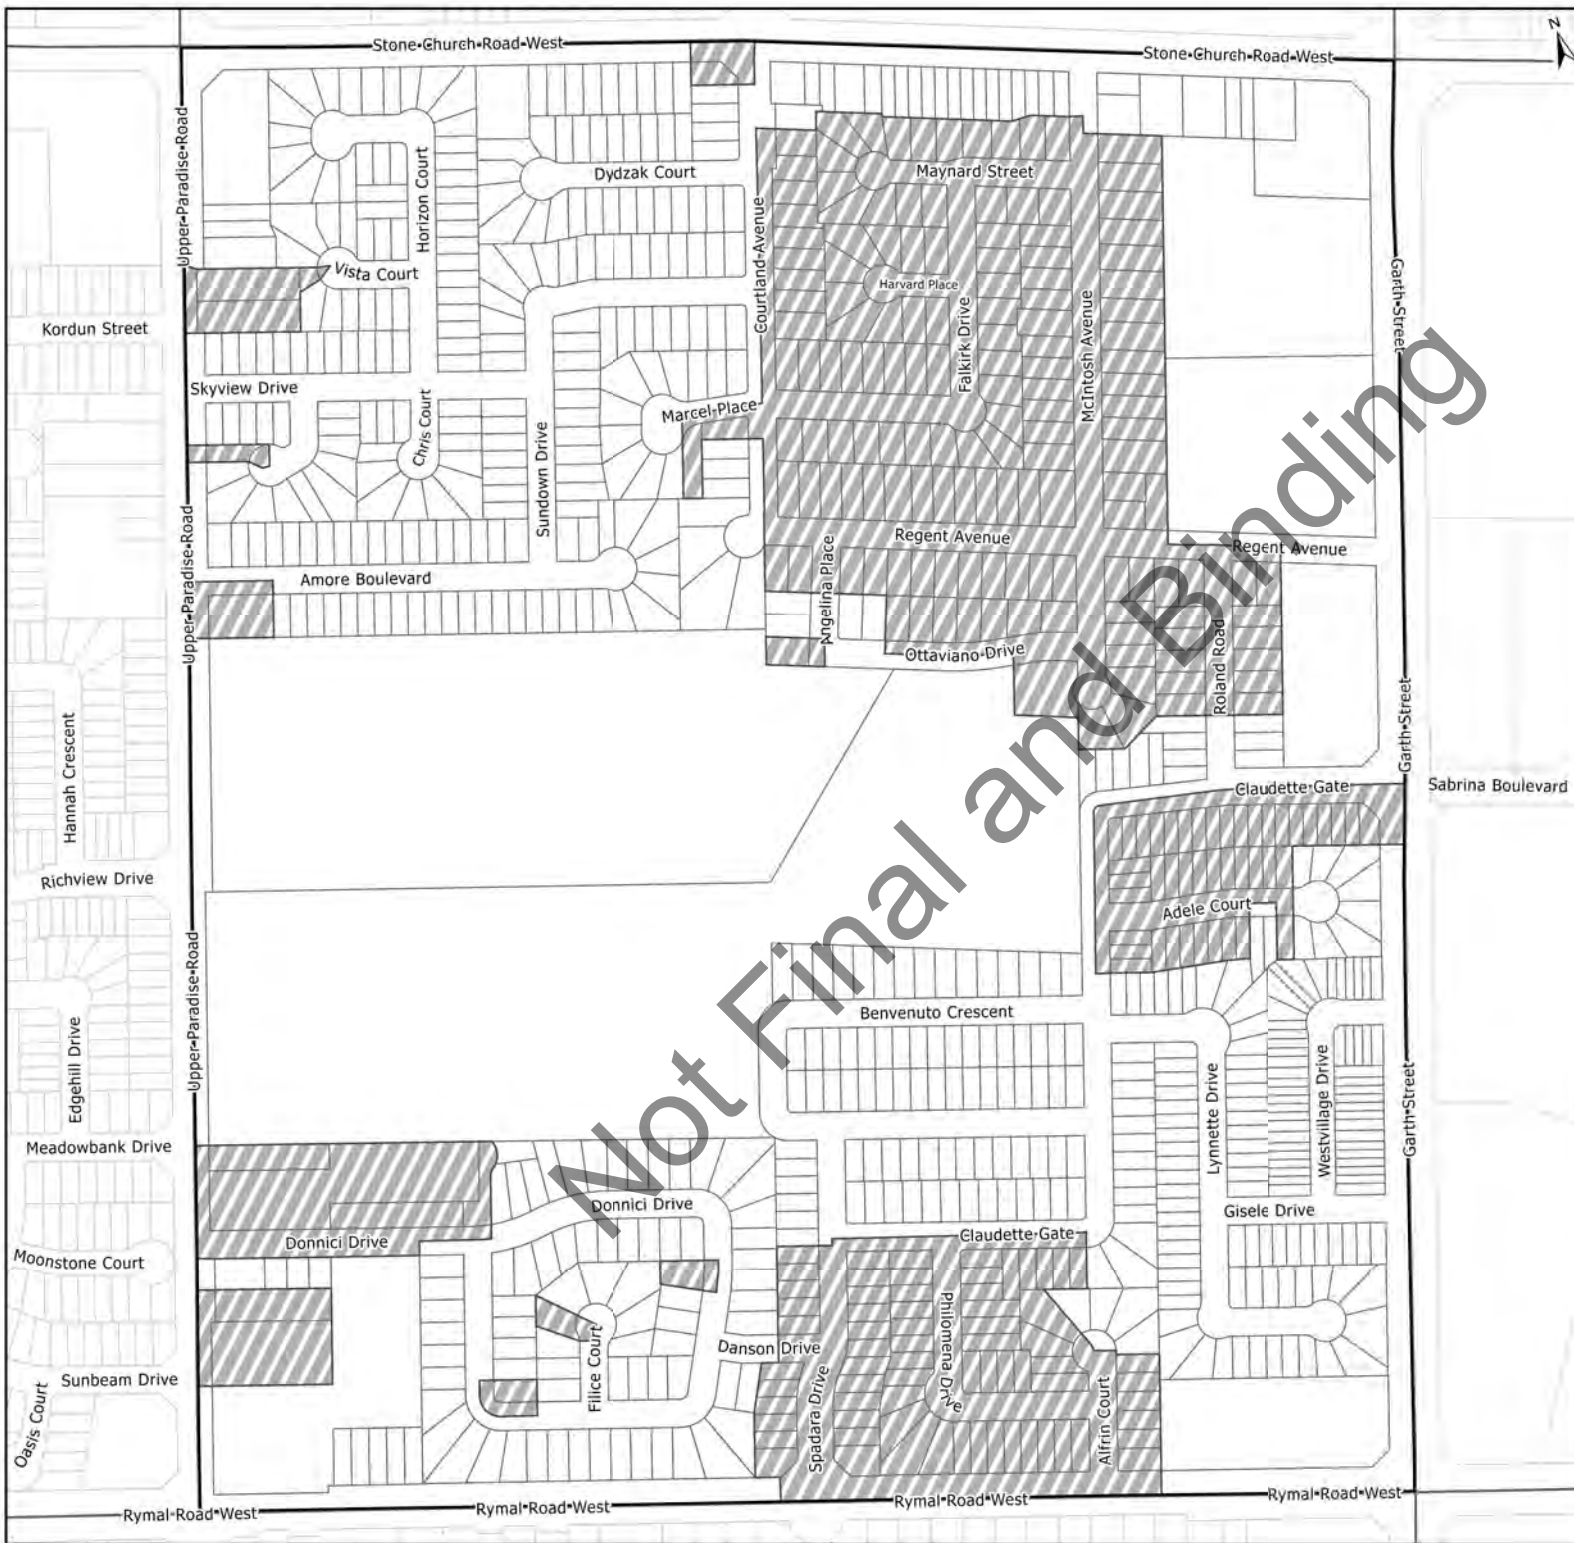 Stone Church Road West
Stone Church Road West
N
Upper Paradise Road
Horizon Court
Dydzak Court
Maynard Street
Courtland Avenue
Vista Court
Harvard Place
Garth Street
Kordun Street
Falkirk Drive
McIntosh Avenue
Skyview Drive
Chris Court
Marcel Place
Sundown Drive
Upper Paradise Road
Regent Avenue
Regent Avenue
Amore Boulevard
Angelina Place
Ottaviano Drive
Roland Road
Garth Street
Hannah Crescent
Claudette Gate
Sabrina Boulevard
Richview Drive
Adele Court
Upper Paradise Road
Benvenuto Crescent
Edgehill Drive
Lynnette Drive
Westvillage Drive
Garth Street
Meadowbank Drive
Donnici Drive
Gisele Drive
Donnici Drive
Claudette Gate
Moonstone Court
Philomena Drive
Danson Drive
Filice Court
Sunbeam Drive
Oasis Court
Spadara Drive
Alfrin Court
Rymal Road West
Rymal Road West
Rymal Road West
Rymal Road West
Not Final and Binding